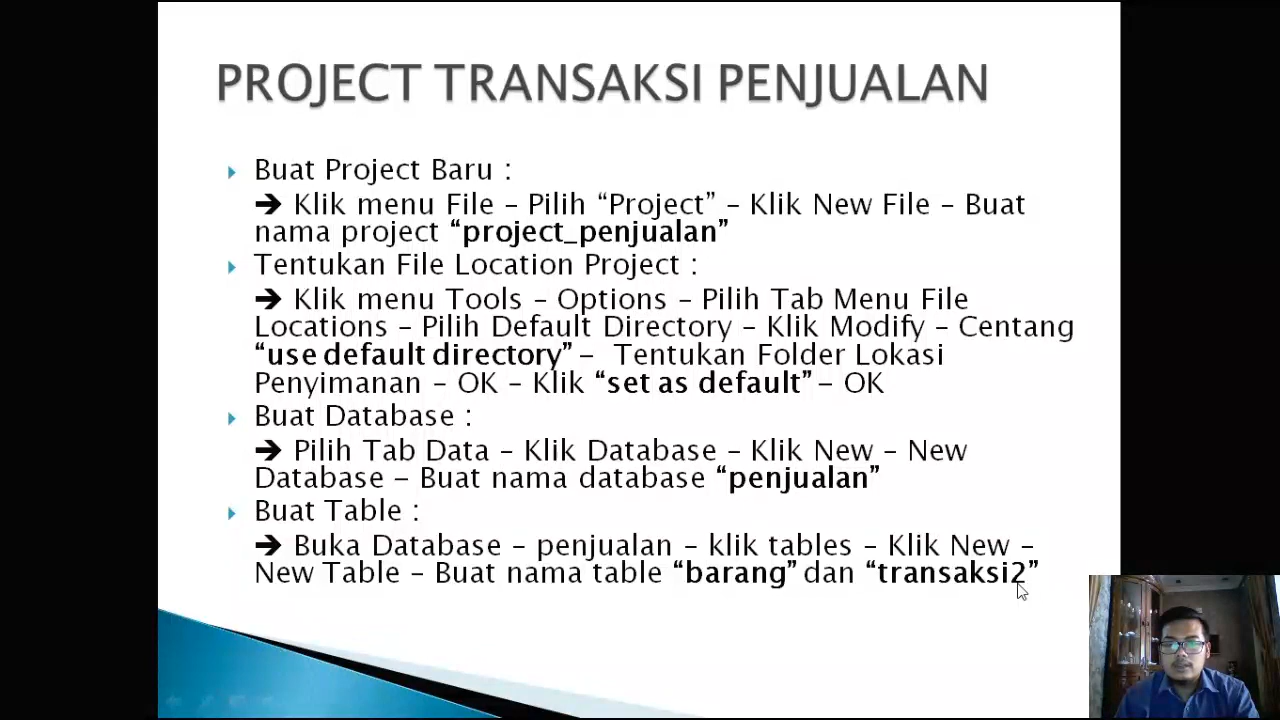 PROJECT TRANSAKSI PENJUALAN
Buat Project Baru :
➔ Klik menu File – Pilih “Project” – Klik New File – Buat
nama project “project_penjualan”
Tentukan File Location Project :
➔ Klik menu Tools – Options – Pilih Tab Menu File
Locations – Pilih Default Directory – Klik Modify – Centang
“use default directory” – Tentukan Folder Lokasi
Penyimanan – OK – Klik “set as default” – OK
Buat Database :
➔ Pilih Tab Data – Klik Database – Klik New – New
Database – Buat nama database “penjualan”
Buat Table :
➔ Buka Database – penjualan – klik tables – Klik New –
New Table – Buat nama table “barang” dan “transaksi2”